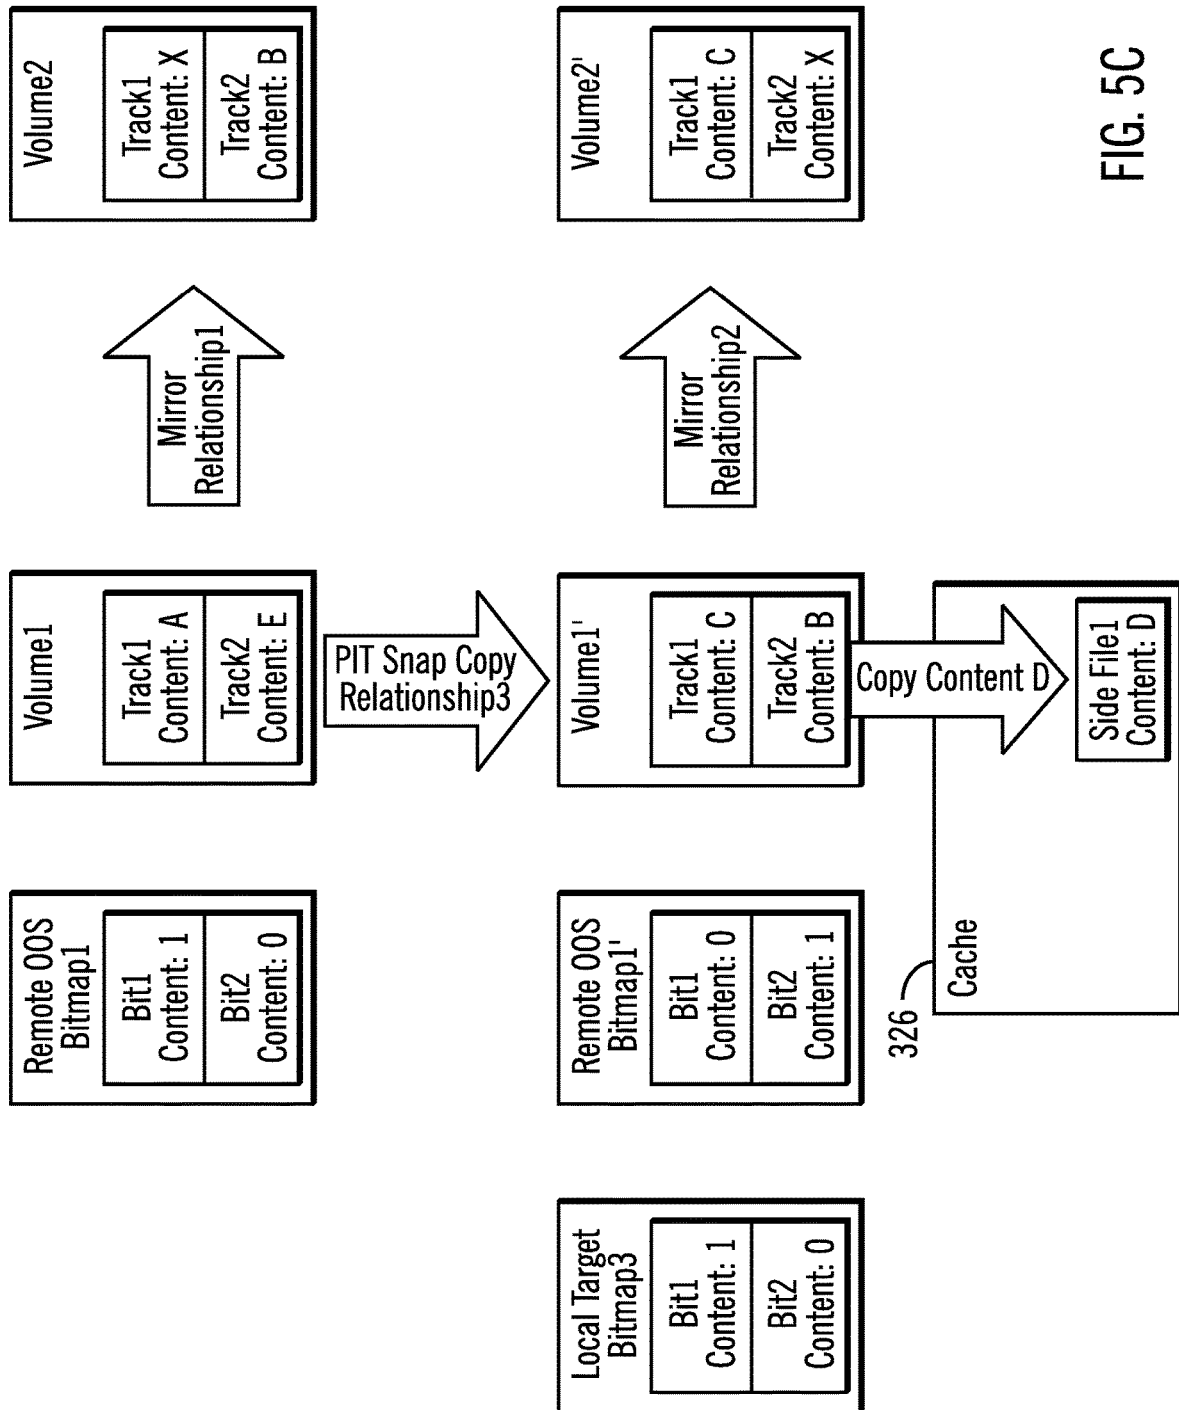 Remote OOS
Bitmap1
Bit1
Content: 1
Bit2
Content: 0
Volume1
Track1
Content: A
Track2
Content: E
Mirror
Relationship1
Volume2
Track1
Content: X
Track2
Content: B
PIT Snap Copy
Relationship3
Local Target
Bitmap3
Bit1
Content: 1
Bit2
Content: 0
Remote OOS
Bitmap1'
Bit1
Content: 0
Bit2
Content: 1
Volume1'
Track1
Content: C
Track2
Content: B
Mirror
Relationship2
Volume2'
Track1
Content: C
Track2
Content: X
Copy Content D
326
Cache
Side File1
Content: D
FIG. 5C